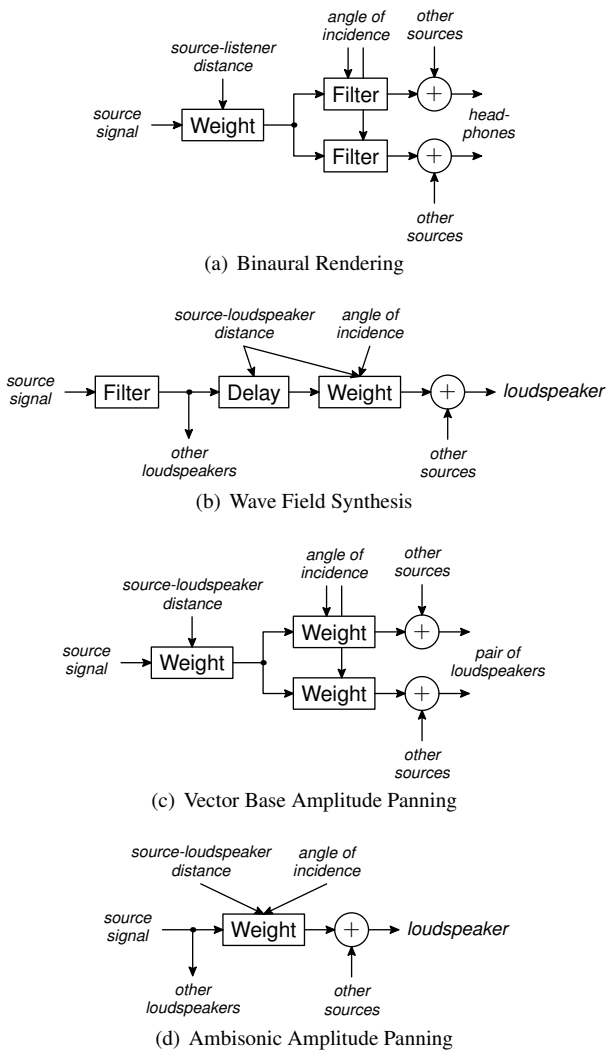 source-listener
distance
angle of
incidence
other
sources
source
signal
Weight
Filter
+
head-
phones
Filter
+
other
sources
(a) Binaural Rendering
source-loudspeaker
distance
angle of
incidence
source
signal
Filter
Delay
Weight
+
loudspeaker
other
loudspeakers
other
sources
(b) Wave Field Synthesis
source-loudspeaker
distance
angle of
incidence
other
sources
source
signal
Weight
Weight
+
pair of
loudspeakers
Weight
+
other
sources
(c) Vector Base Amplitude Panning
source-loudspeaker
distance
angle of
incidence
source
signal
Weight
+
loudspeaker
other
loudspeakers
other
sources
(d) Ambisonic Amplitude Panning